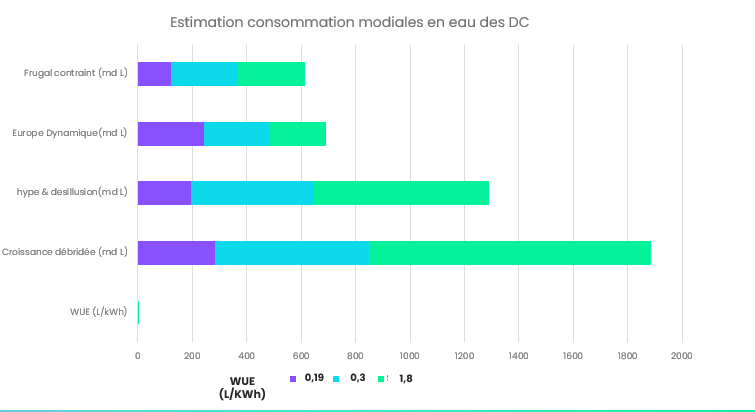 Estimation consommation modiales en eau des DC
Frugal contraint (md L)
Europe Dynamique(md L)
hype & desillusion(md L)
Croissance débridée (md L)
WUE (L/kWh)
0 200 400 600 800 1000 1200 1400 1600 1800 2000
WUE 0,19 0,3 1,8
(L/KWh)